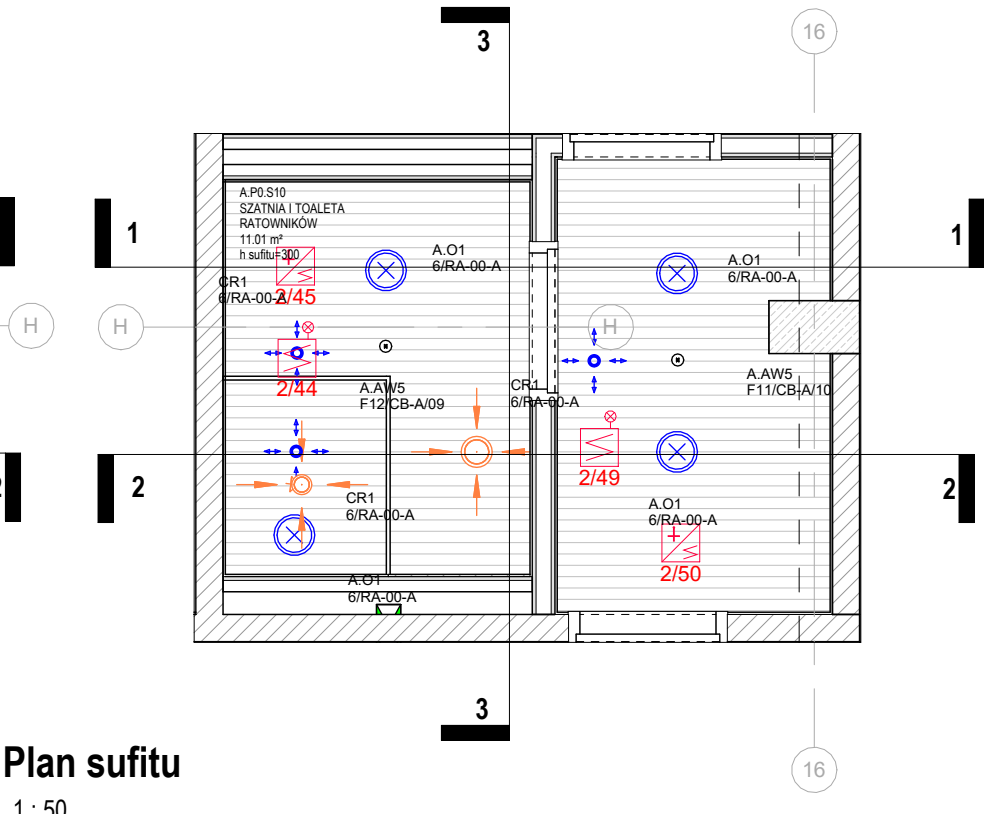 3
16
A.P0.S10
SZATNIA I TOALETA
RATOWNIKÓW
11.01 m²
h sufitu=300
1
1
A.O1
6/RA-00-A
A.O1
6/RA-00-A
CR1
6/RA-00-A
2/45
H
H
H
2/44
A.AW5
F12/CB-A/09
CR1
6/RA-00-A
A.AW5
F11/CB-A/10
2/49
2
2
2
CR1
6/RA-00-A
A.O1
6/RA-00-A
2/50
A.O1
6/RA-00-A
3
Plan sufitu
1 : 50
16